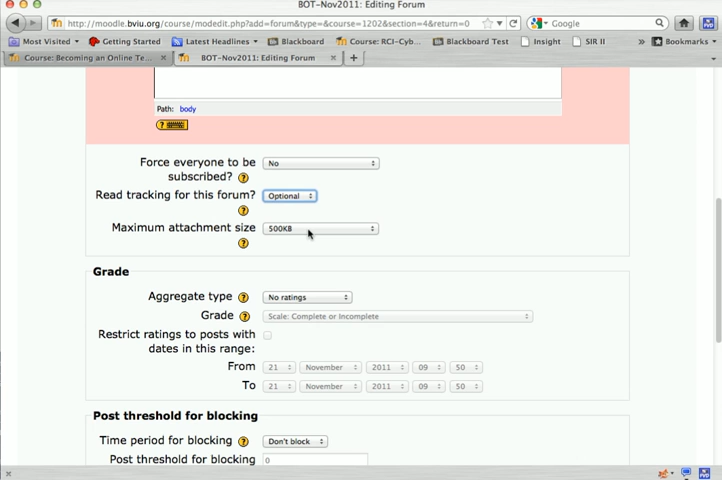 BOT-Nov2011: Editing Forum
http://moodle.bviu.org/course/modedit.php?add=forum&type=&course=1202&section=4&return=0
Google
Most Visited
Getting Started
Latest Headlines
Blackboard
Course: RCI-Cyb...
Blackboard Test
Insight
SIR II
»
Bookmarks
Course: Becoming an Online Te...
BOT-Nov2011: Editing Forum
Path: body
Force everyone to be subscribed?
No
Read tracking for this forum?
Optional
Maximum attachment size
500KB
Grade
Aggregate type
No ratings
Grade
Scale: Complete or Incomplete
Restrict ratings to posts with
dates in this range:
From 21 November 2011 09 50
To 21 November 2011 09 50
Post threshold for blocking
Time period for blocking
Don't block
Post threshold for blocking
0